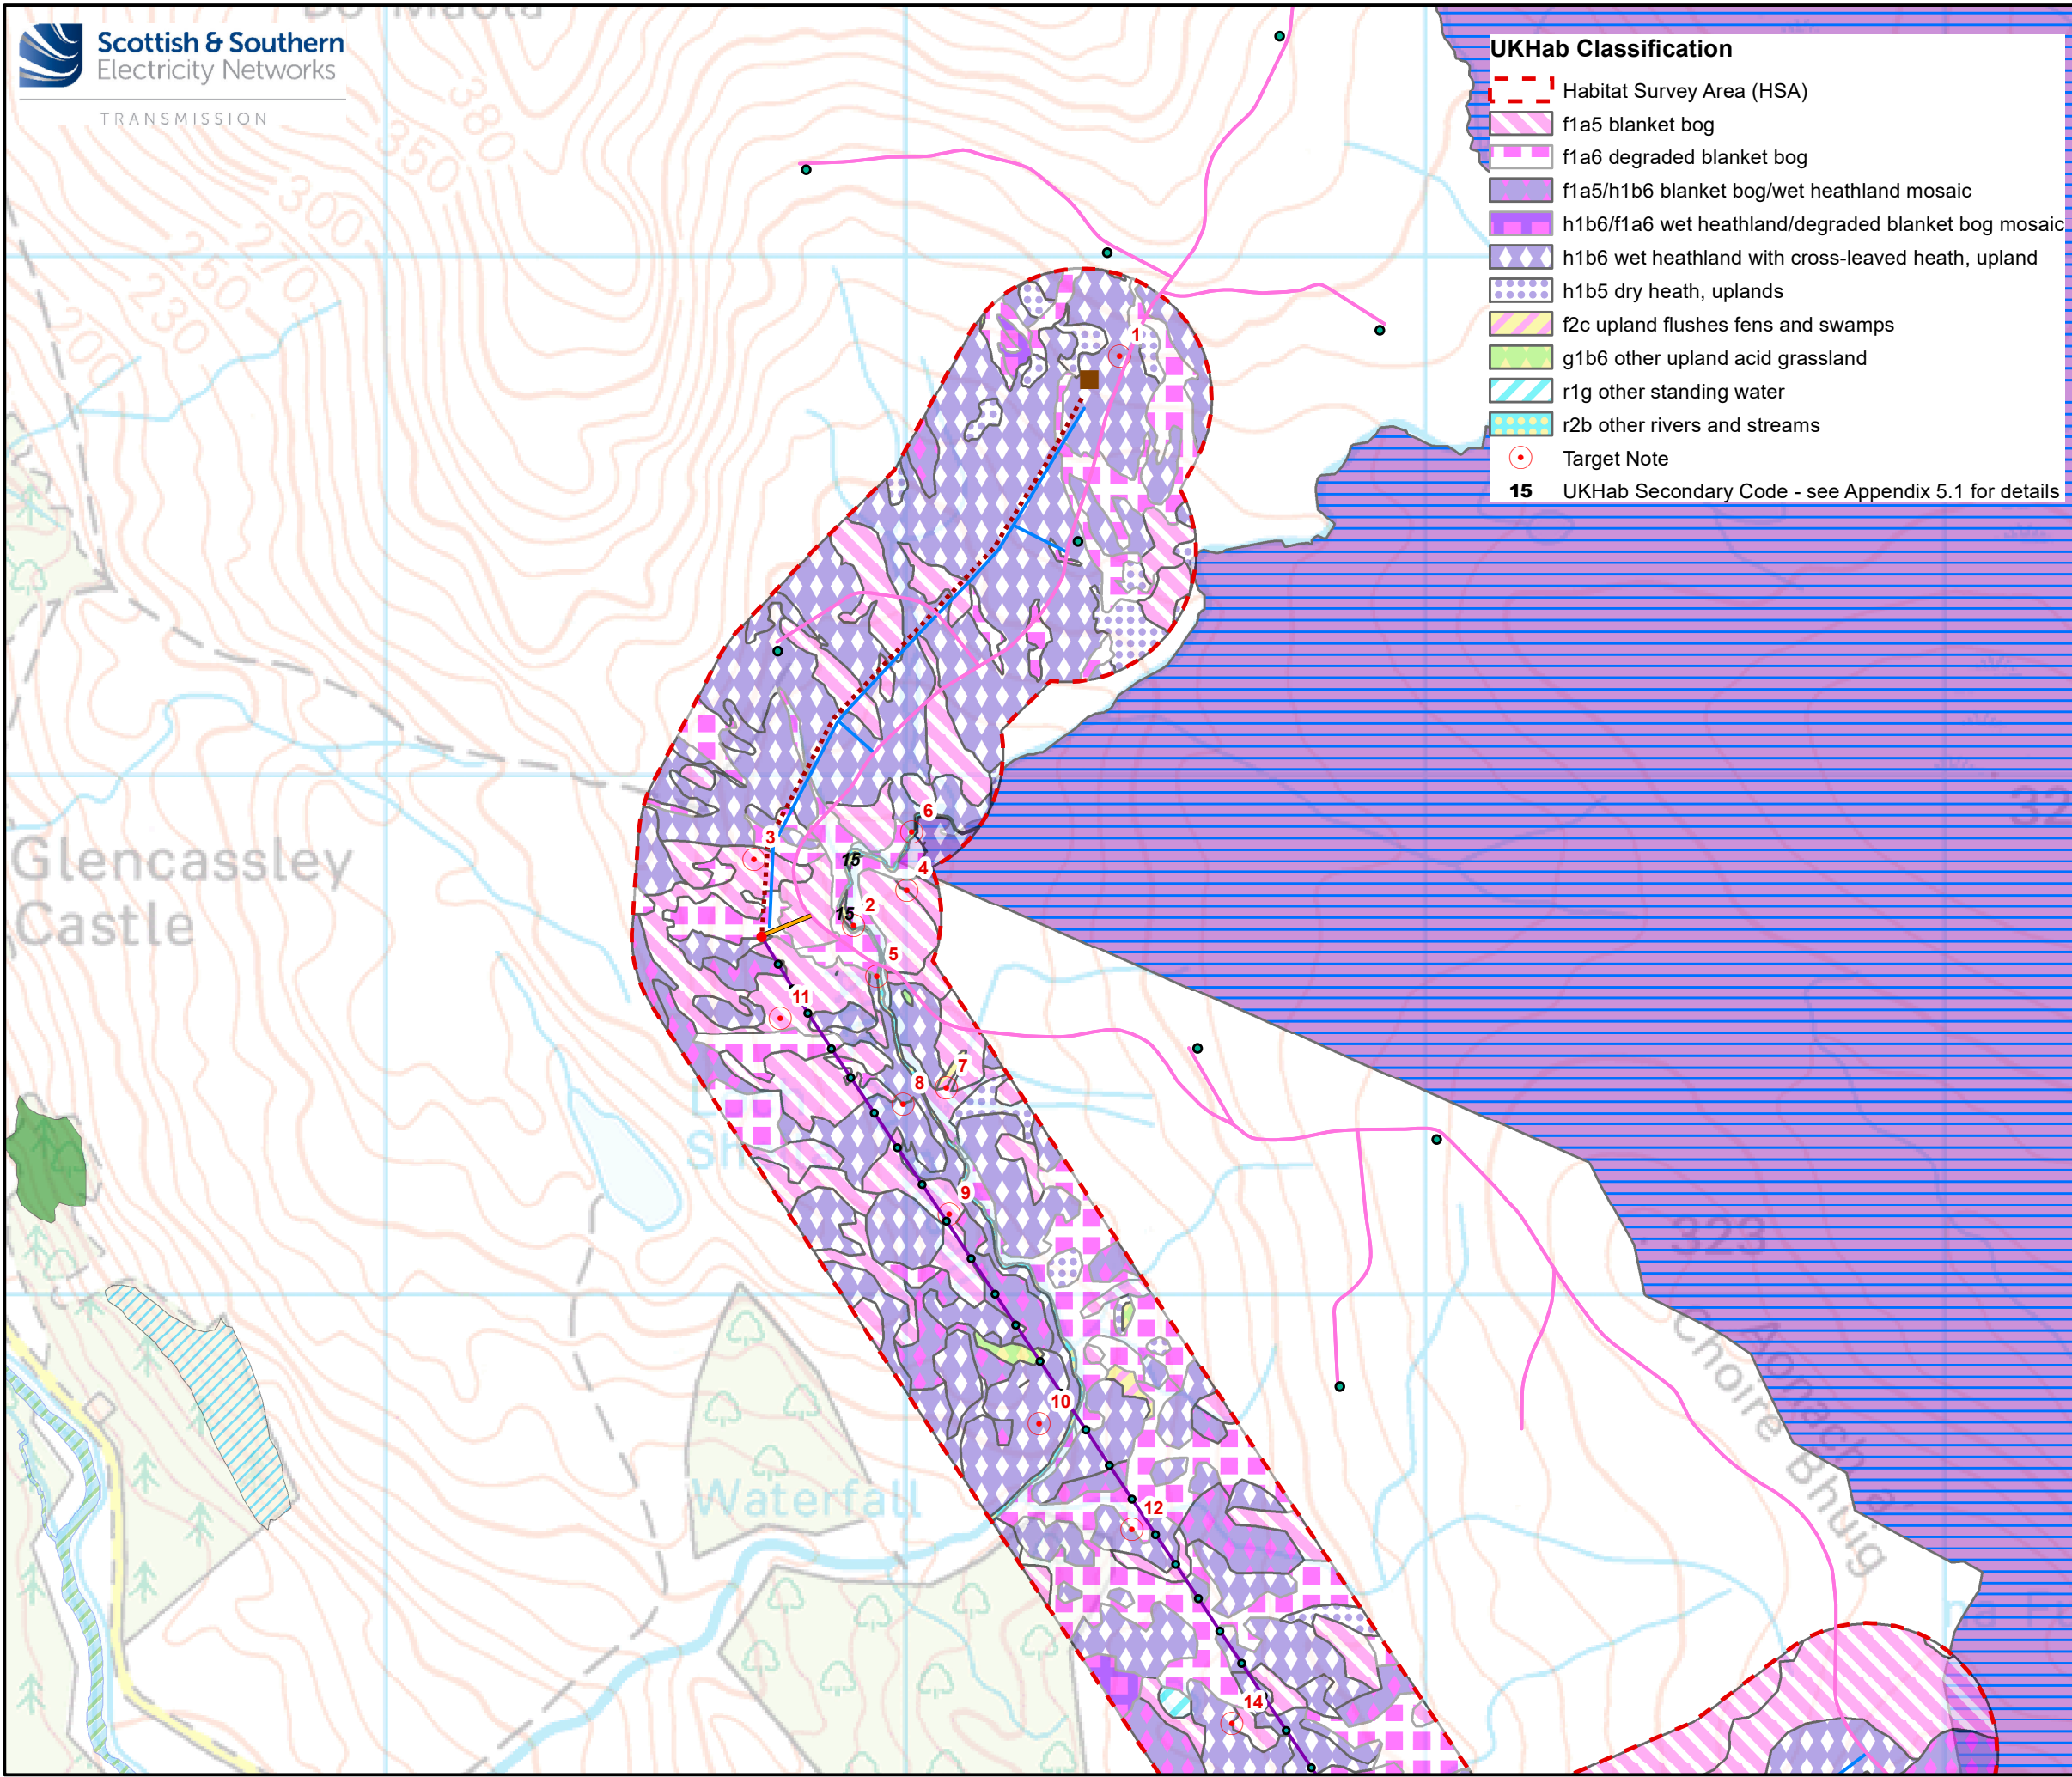 Scottish & Southern
Electricity Networks
TRANSMISSION
UKHab Classification
Habitat Survey Area (HSA)
f1a5 blanket bog
f1a6 degraded blanket bog
f1a5/h1b6 blanket bog/wet heathland mosaic
h1b6/f1a6 wet heathland/degraded blanket bog mosaic
h1b6 wet heathland with cross-leaved heath, upland
h1b5 dry heath, uplands
f2c upland flushes fens and swamps
g1b6 other upland acid grassland
r1g other standing water
r2b other rivers and streams
Target Note
15 UKHab Secondary Code - see Appendix 5.1 for details
380
350
300
270
250
230
200
1
6
3
15
4
15
2
5
11
7
8
9
10
12
14
Glencassley
Castle
Waterfall
323
Aonach a'
Choire Bhuig